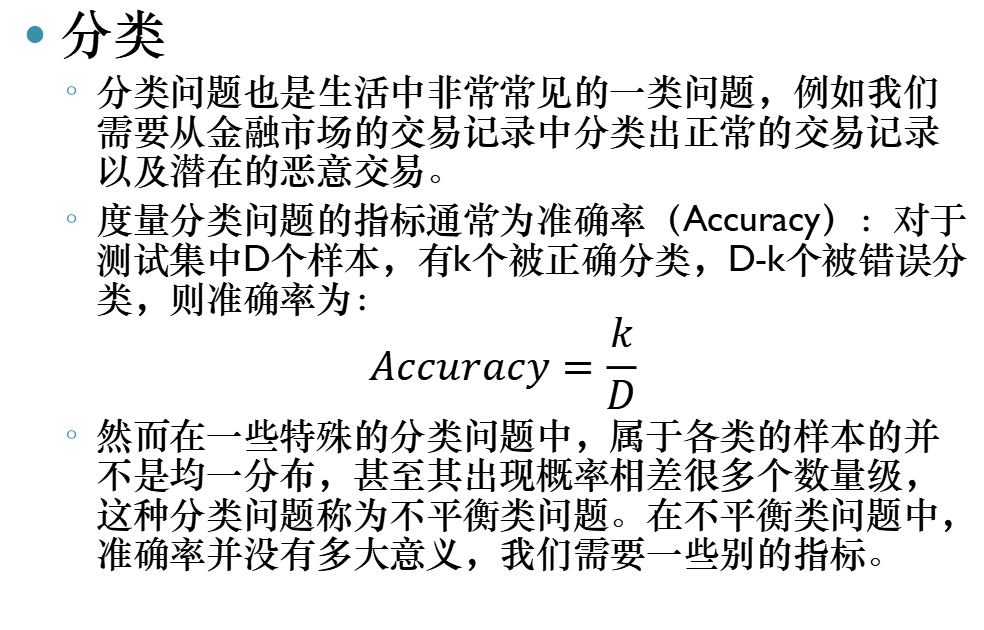 分类
分类问题也是生活中非常常见的一类问题，例如我们
需要从金融市场的交易记录中分类出正常的交易记录
以及潜在的恶意交易。
度量分类问题的指标通常为准确率（Accuracy）：对于
测试集中D个样本，有k个被正确分类，D-k个被错误分
类，则准确率为：
Accuracy = k/D
然而在一些特殊的分类问题中，属于各类的样本的并
不是均一分布，甚至其出现概率相差很多个数量级，
这种分类问题称为不平衡类问题。在不平衡类问题中，
准确率并没有多大意义，我们需要一些别的指标。